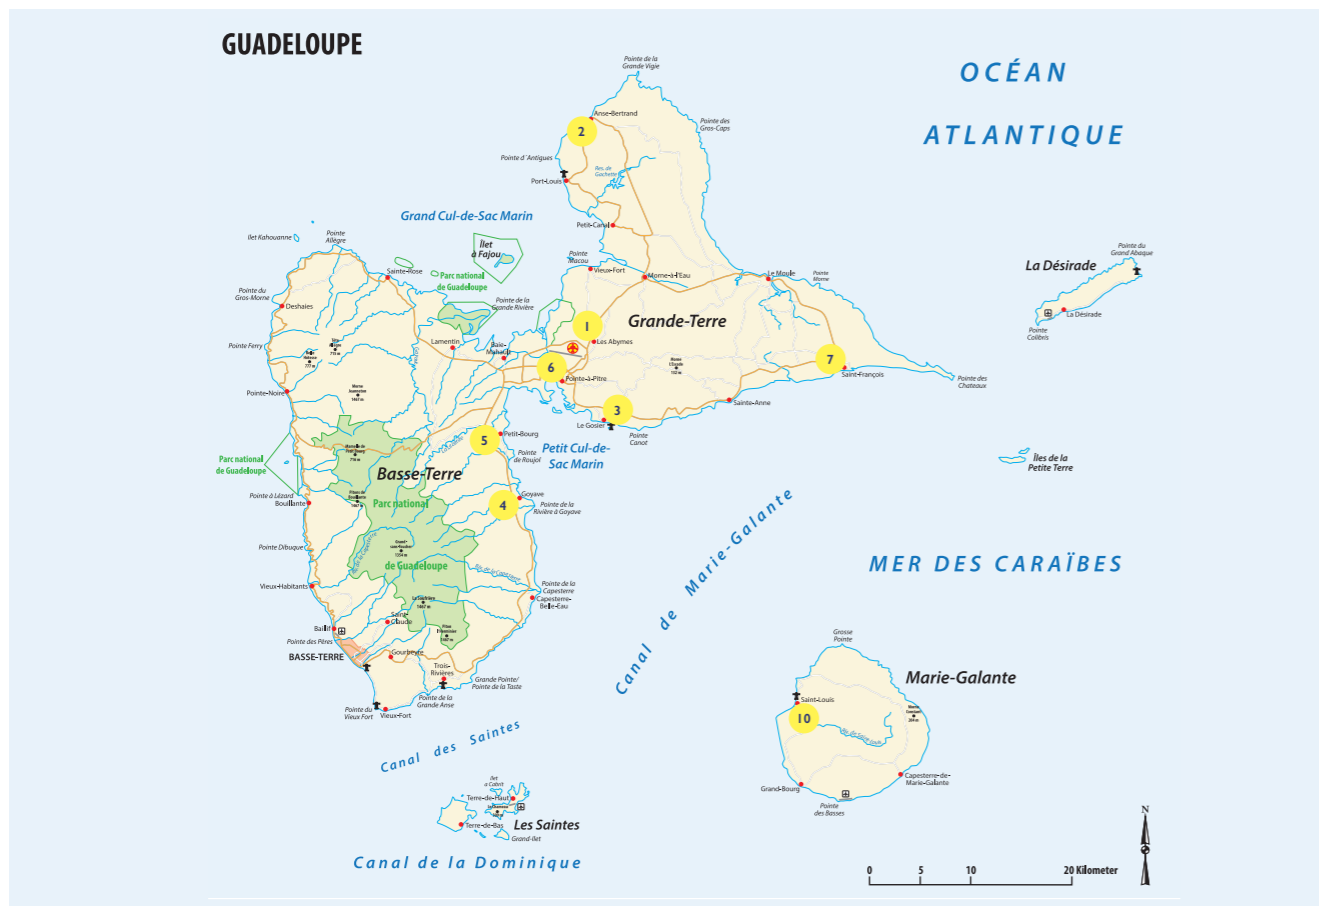 GUADELOUPE
Pointe de la
Grande Vigie
OCÉAN
ATLANTIQUE
Anse-Bertrand
2
Pointe des
Gros-Caps
Pointe d´Antigues
Res. de
Gachette
Port-Louis
Grand Cul-de-Sac Marin
Petit-Canal
Ilet Kahouanne
Pointe
Allègre
Îlet
à Fajou
Pointe
Macou
Vieux-Fort
Morne-à-l'Eau
Le Moule
Pointe
Morne
Pointe du
Grand Abaque
La Désirade
La Désirade
Pointe
Colibris
Sainte-Rose
Parc national
de Guadeloupe
Pointe du
Gros-Morne
Deshaies
Pointe de la
Grande Rivière
Grande-Terre
1
Les Abymes
Pointe Ferry
Lamentin
Baie-
Mahault
6
Pointe-à-Pitre
7
Saint-François
Pointe des
Chateaux
Pointe-Noire
3
Le Gosier
Sainte-Anne
Pointe
Canot
5
Petit-Bourg
Petit Cul-de-
Sac Marin
Pointe
de Roujol
Parc national
de Guadeloupe
Basse-Terre
Îles de la
Petite Terre
Pointe à Lézard
Bouillante
Parc national
de Guadeloupe
4
Goyave
Pointe de la
Rivière à Goyave
Canal de Marie-Galante
MER DES CARAÏBES
Pointe Dibuque
Vieux-Habitants
La Soufrière
1467 m
Pointe de la
Capesterre
Capesterre-
Belle-Eau
Saint-
Claude
Baillif
Pointe des Pères
BASSE-TERRE
Gourbeyre
Trois-
Rivières
Grande Pointe/
Pointe de la Taste
Pointe de la
Grande Anse
Pointe du
Vieux Fort
Vieux-Fort
Grosse
Pointe
Marie-Galante
Saint-Louis
10
Capesterre-de-
Marie-Galante
Grand-Bourg
Pointe
des Basses
Canal des Saintes
Ilet
a Cabrit
Terre-de-Haut
Les Saintes
Terre-de-Bas
Grand-Ilet
Canal de la Dominique
N
0 5 10 20 Kilometer